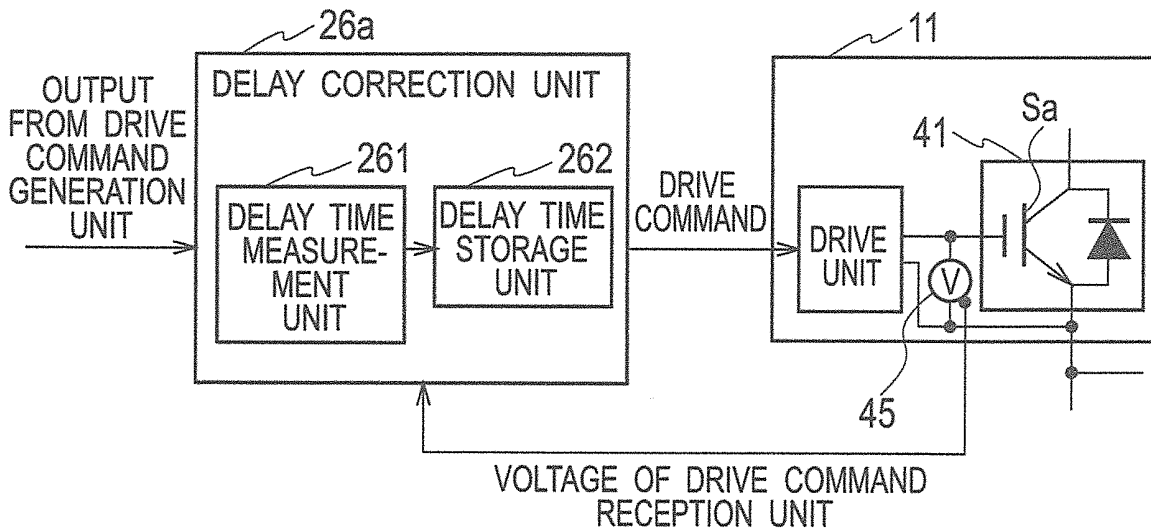 26a
11
OUTPUT
FROM DRIVE
COMMAND
GENERATION
UNIT
DELAY CORRECTION UNIT
261
DELAY TIME
MEASURE-
MENT
UNIT
262
DELAY TIME
STORAGE
UNIT
DRIVE
COMMAND
DRIVE
UNIT
V
45
41
Sa
VOLTAGE OF DRIVE COMMAND
RECEPTION UNIT